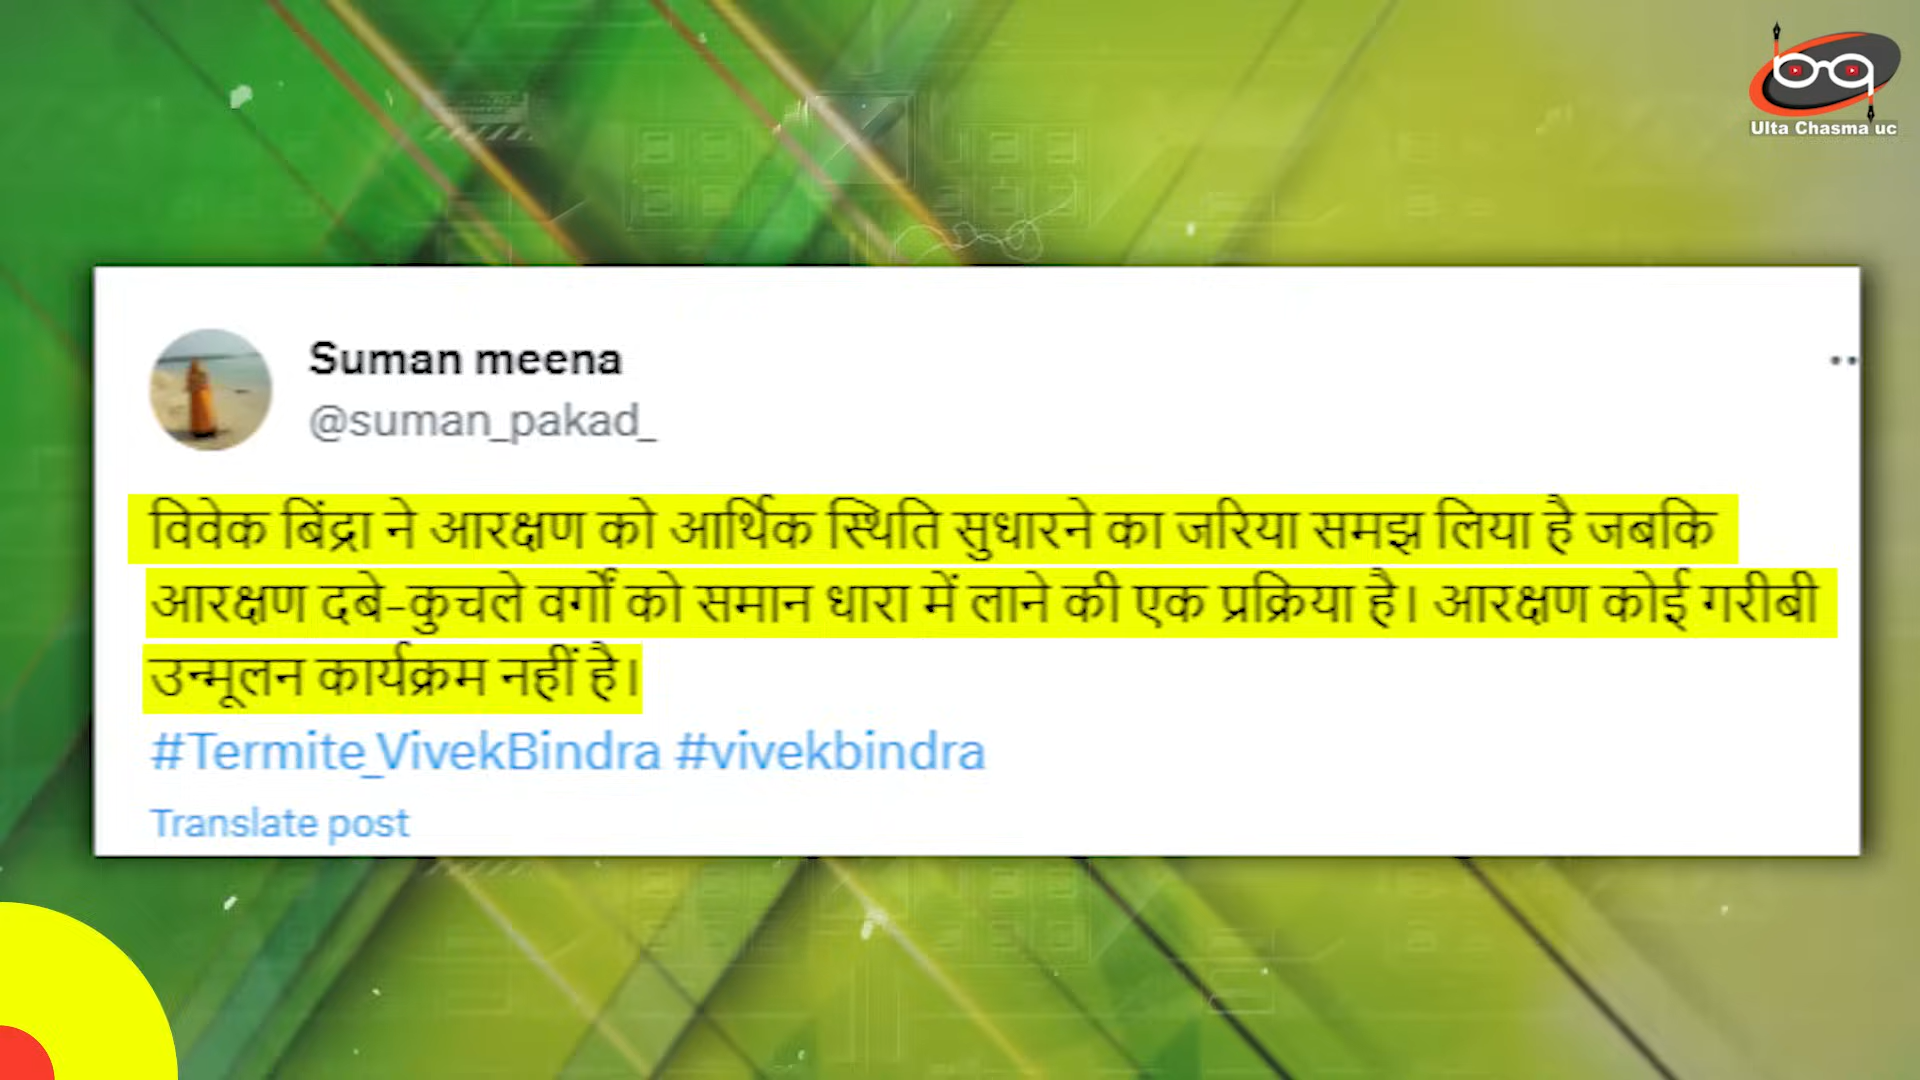 Ulta Chasma uc
Suman meena
@suman_pakad_
विवेक बिंद्रा ने आरक्षण को आर्थिक स्थिति सुधारने का जरिया समझ लिया है जबकि
आरक्षण दबे-कुचले वर्गों को समान धारा में लाने की एक प्रक्रिया है। आरक्षण कोई गरीबी
उन्मूलन कार्यक्रम नहीं है।
#Termite_VivekBindra #vivekbindra
Translate post